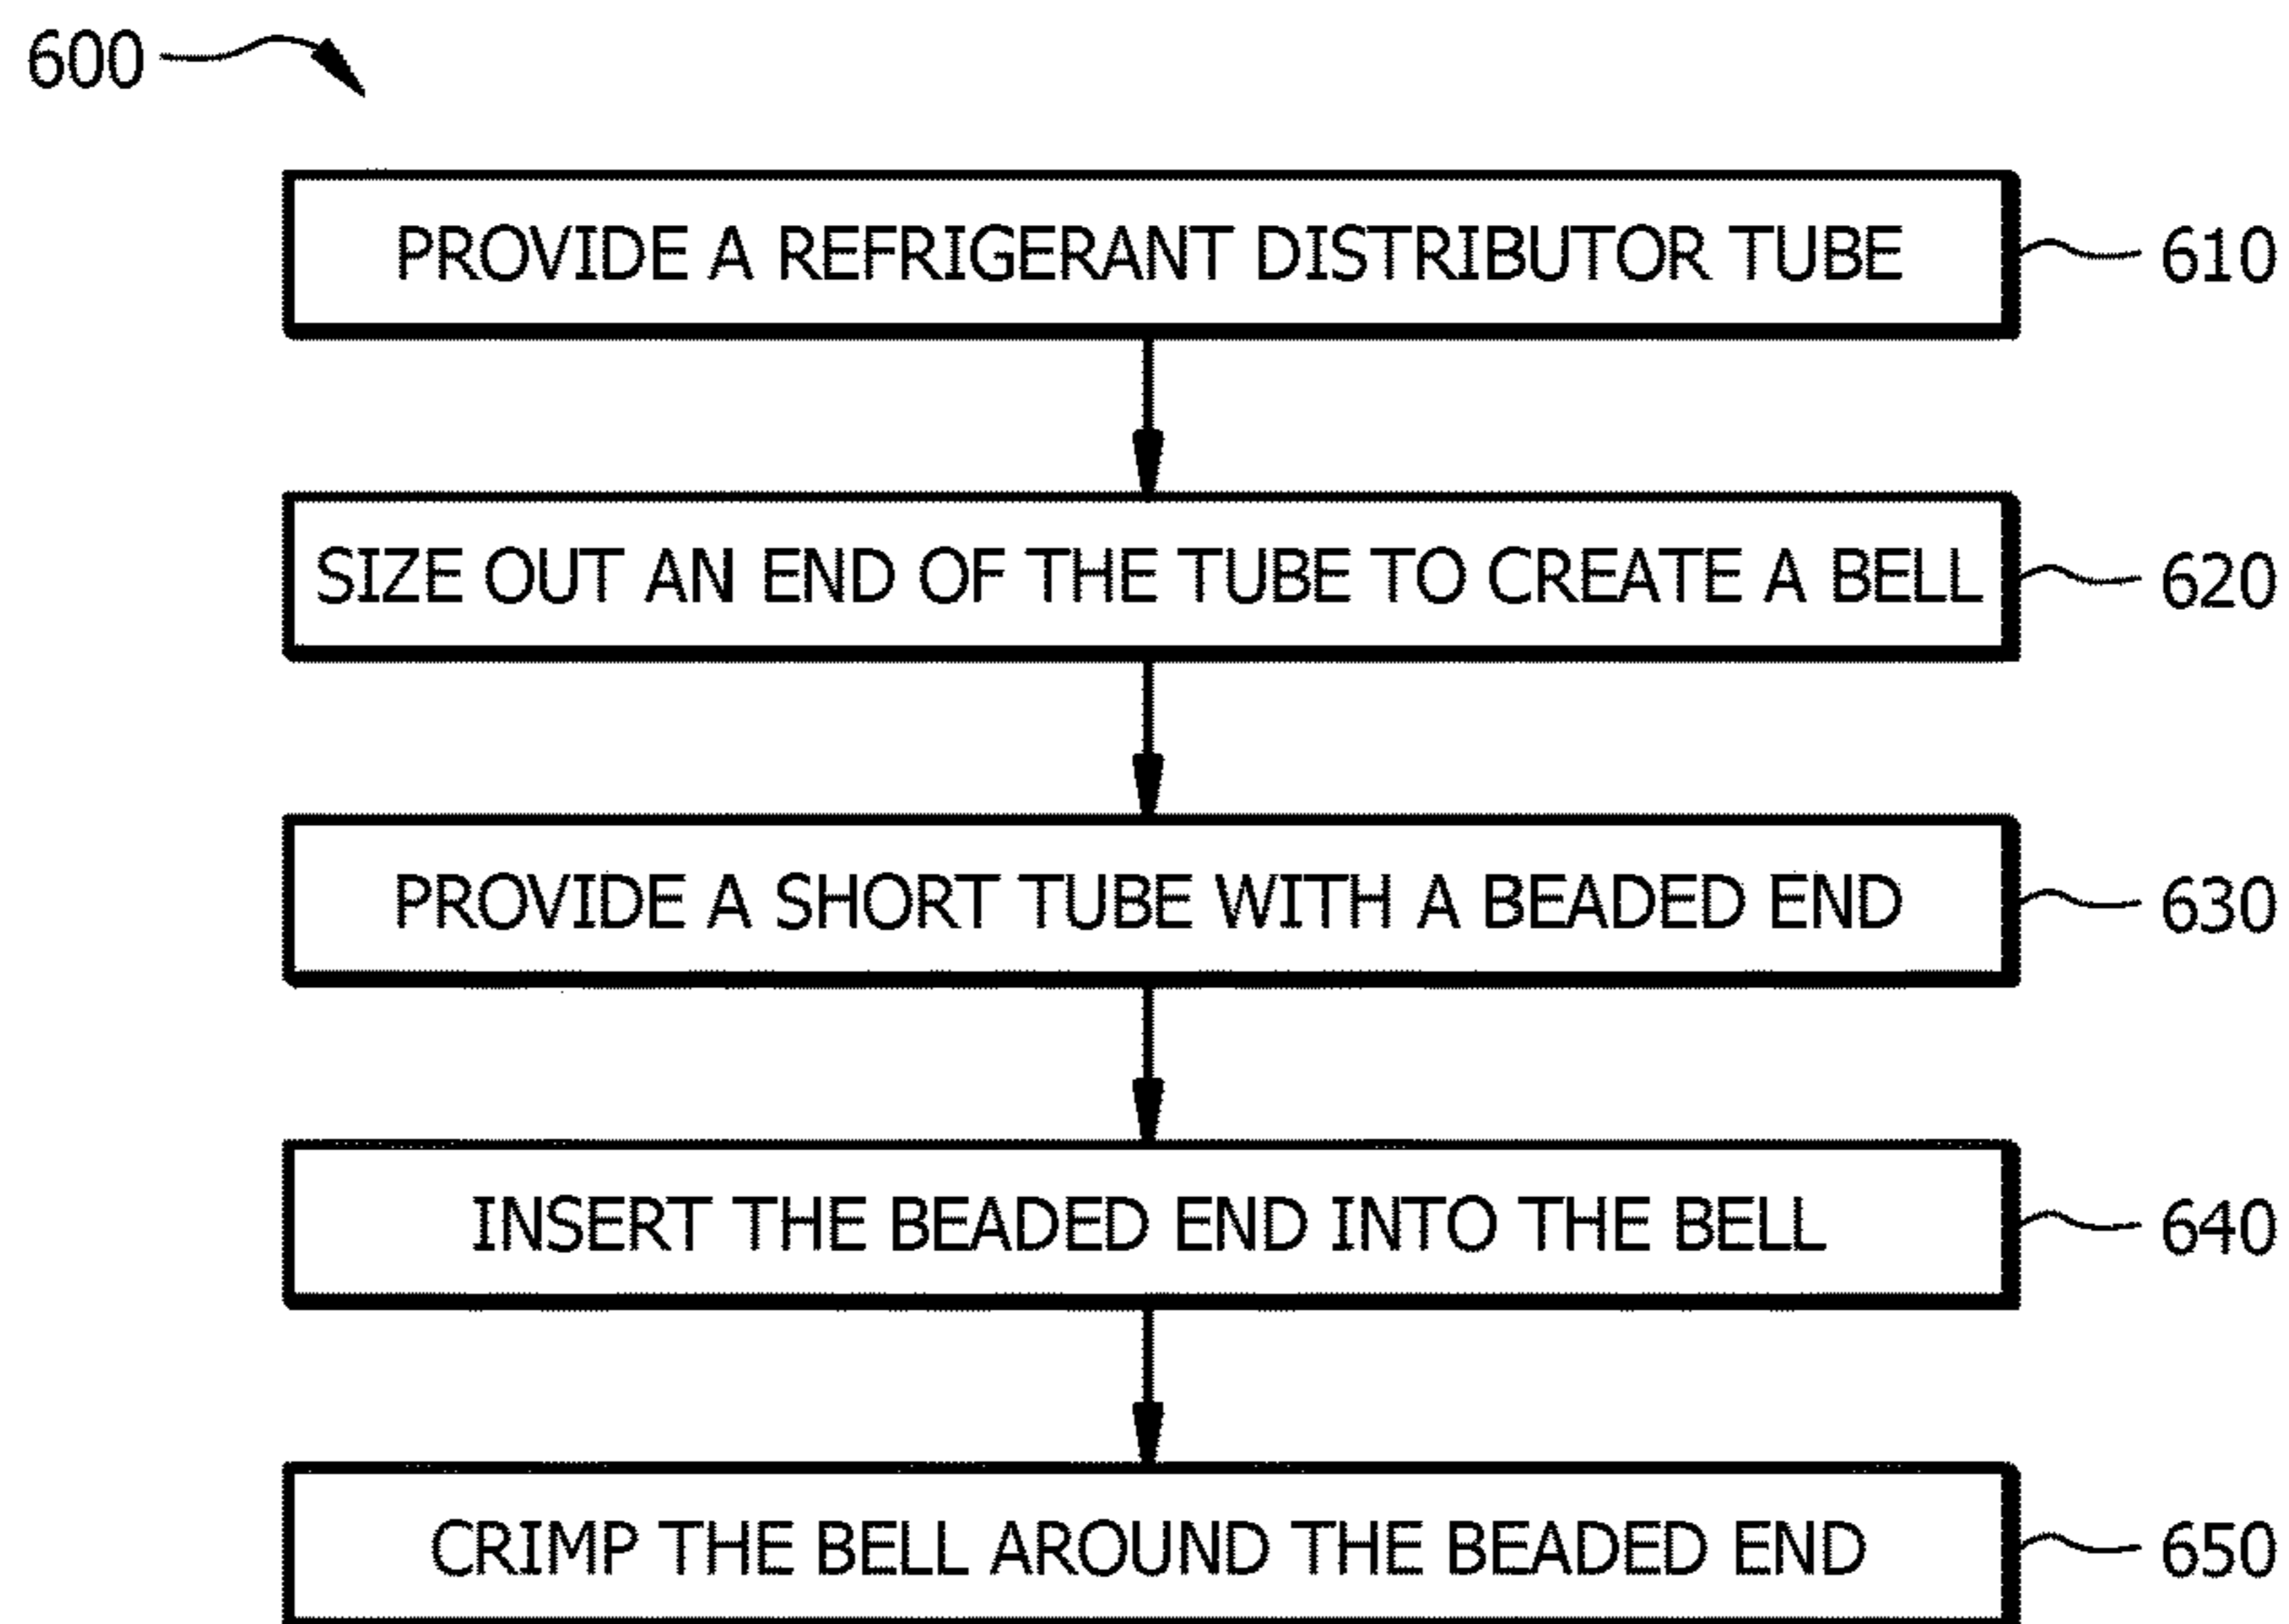 600
PROVIDE A REFRIGERANT DISTRIBUTOR TUBE 610
SIZE OUT AN END OF THE TUBE TO CREATE A BELL 620
PROVIDE A SHORT TUBE WITH A BEADED END 630
INSERT THE BEADED END INTO THE BELL 640
CRIMP THE BELL AROUND THE BEADED END 650